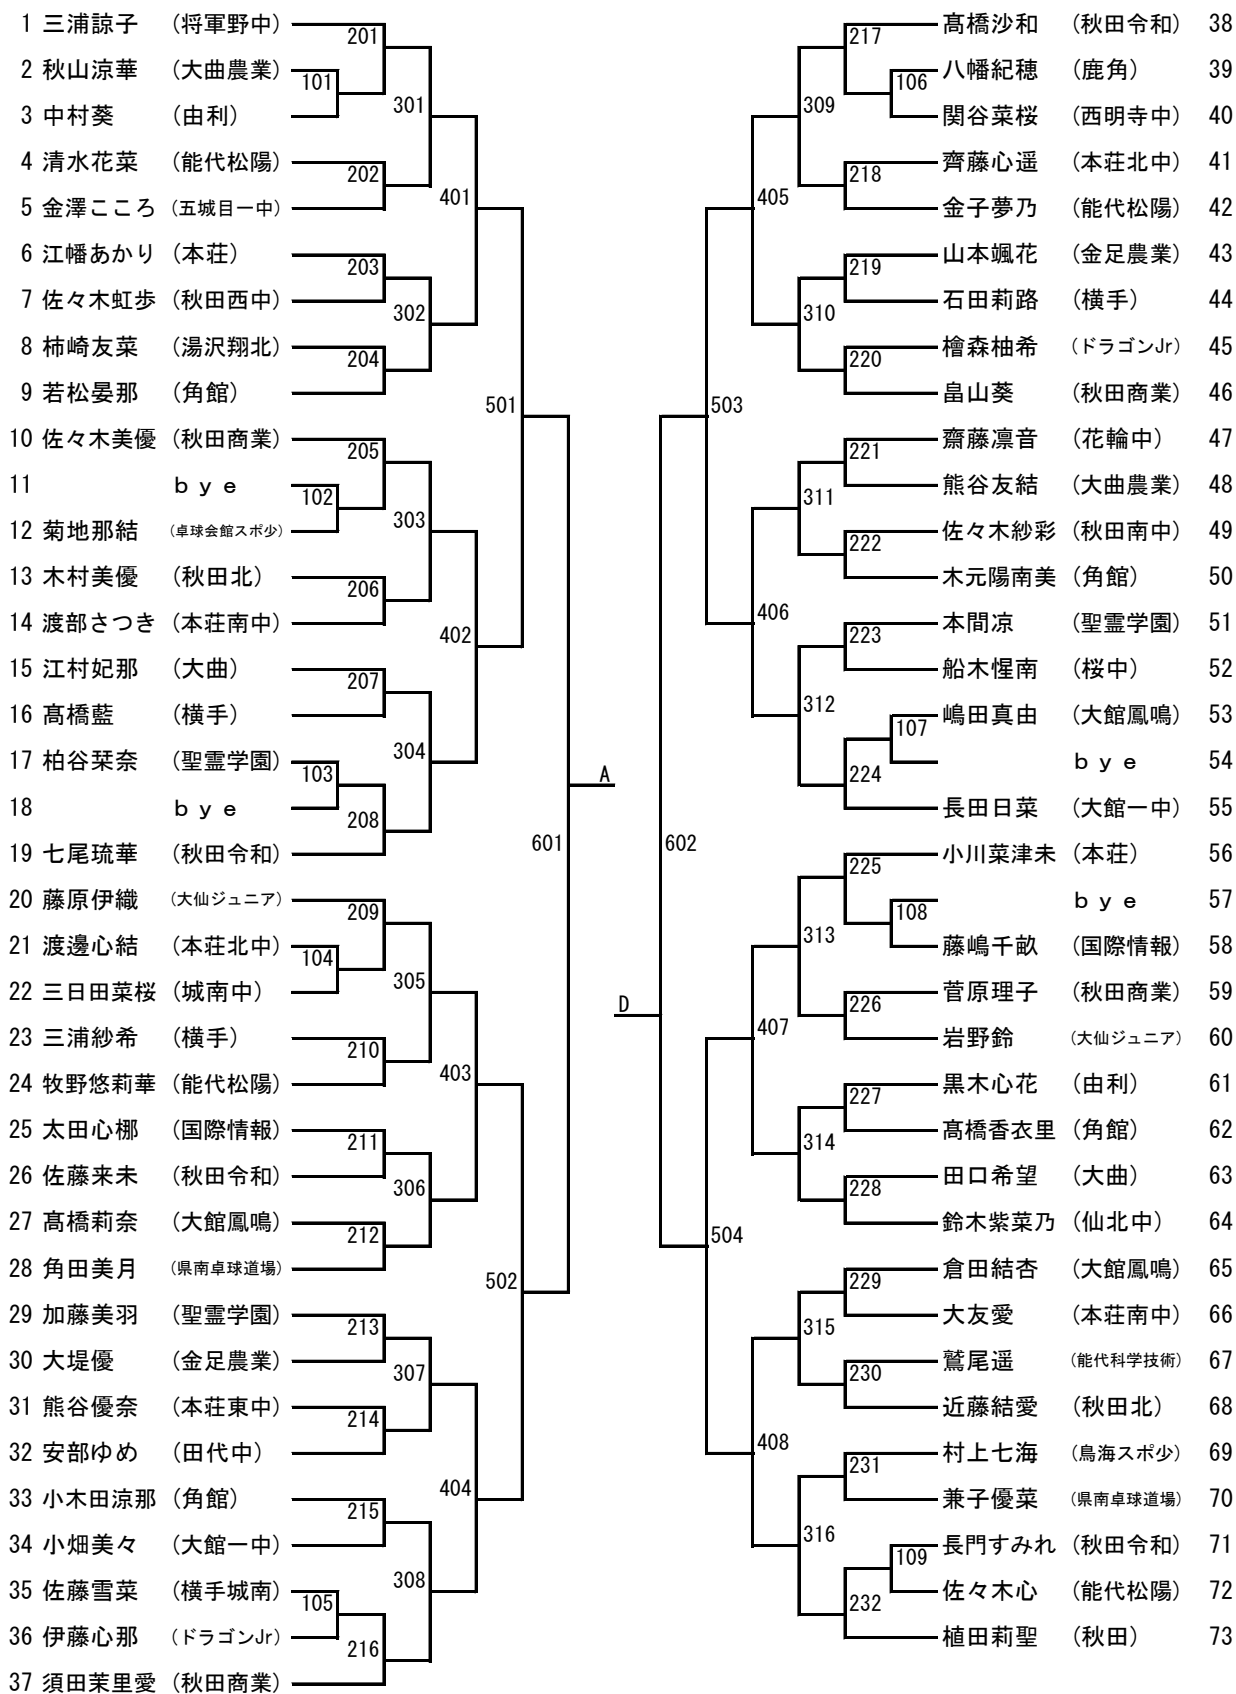 1 三浦諒子 (将軍野中)
2 秋山涼華 (大曲農業)
3 中村葵 (由利)
4 清水花菜 (能代松陽)
5 金澤こころ (五城目一中)
6 江幡あかり (本荘)
7 佐々木虹歩 (秋田西中)
8 柿崎友菜 (湯沢翔北)
9 若松晏那 (角館)
10 佐々木美優 (秋田商業)
11 bye
12 菊地那結 (卓球会館スポ少)
13 木村美優 (秋田北)
14 渡部さつき (本荘南中)
15 江村妃那 (大曲)
16 髙橋藍 (横手)
17 柏谷栞奈 (聖霊学園)
18 bye
19 七尾琉華 (秋田令和)
20 藤原伊織 (大仙ジュニア)
21 渡邊心結 (本荘北中)
22 三日田菜桜 (城南中)
23 三浦紗希 (横手)
24 牧野悠莉華 (能代松陽)
25 太田心梛 (国際情報)
26 佐藤来未 (秋田令和)
27 髙橋莉奈 (大館鳳鳴)
28 角田美月 (県南卓球道場)
29 加藤美羽 (聖霊学園)
30 大堤優 (金足農業)
31 熊谷優奈 (本荘東中)
32 安部ゆめ (田代中)
33 小木田涼那 (角館)
34 小畑美々 (大館一中)
35 佐藤雪菜 (横手城南)
36 伊藤心那 (ドラゴンJr)
37 須田茉里愛 (秋田商業)
101
102
103
104
105
201
202
203
204
205
206
207
208
209
210
211
212
213
214
215
216
301
302
303
304
305
306
307
308
401
402
403
404
501
502
601
A
D
602
503
504
405
406
407
408
309
310
311
312
313
314
315
316
217
218
219
220
221
222
223
224
225
226
227
228
229
230
231
232
106
107
108
109
髙橋沙和 (秋田令和) 38
八幡紀穂 (鹿角) 39
関谷菜桜 (西明寺中) 40
齊藤心遥 (本荘北中) 41
金子夢乃 (能代松陽) 42
山本颯花 (金足農業) 43
石田莉路 (横手) 44
檜森柚希 (ドラゴンJr) 45
畠山葵 (秋田商業) 46
齋藤凛音 (花輪中) 47
熊谷友結 (大曲農業) 48
佐々木紗彩 (秋田南中) 49
木元陽南美 (角館) 50
本間凉 (聖霊学園) 51
船木惺南 (桜中) 52
嶋田真由 (大館鳳鳴) 53
bye 54
長田日菜 (大館一中) 55
小川菜津未 (本荘) 56
bye 57
藤嶋千畝 (国際情報) 58
菅原理子 (秋田商業) 59
岩野鈴 (大仙ジュニア) 60
黒木心花 (由利) 61
髙橋香衣里 (角館) 62
田口希望 (大曲) 63
鈴木紫菜乃 (仙北中) 64
倉田結杏 (大館鳳鳴) 65
大友愛 (本荘南中) 66
鷲尾遥 (能代科学技術) 67
近藤結愛 (秋田北) 68
村上七海 (鳥海スポ少) 69
兼子優菜 (県南卓球道場) 70
長門すみれ (秋田令和) 71
佐々木心 (能代松陽) 72
植田莉聖 (秋田) 73